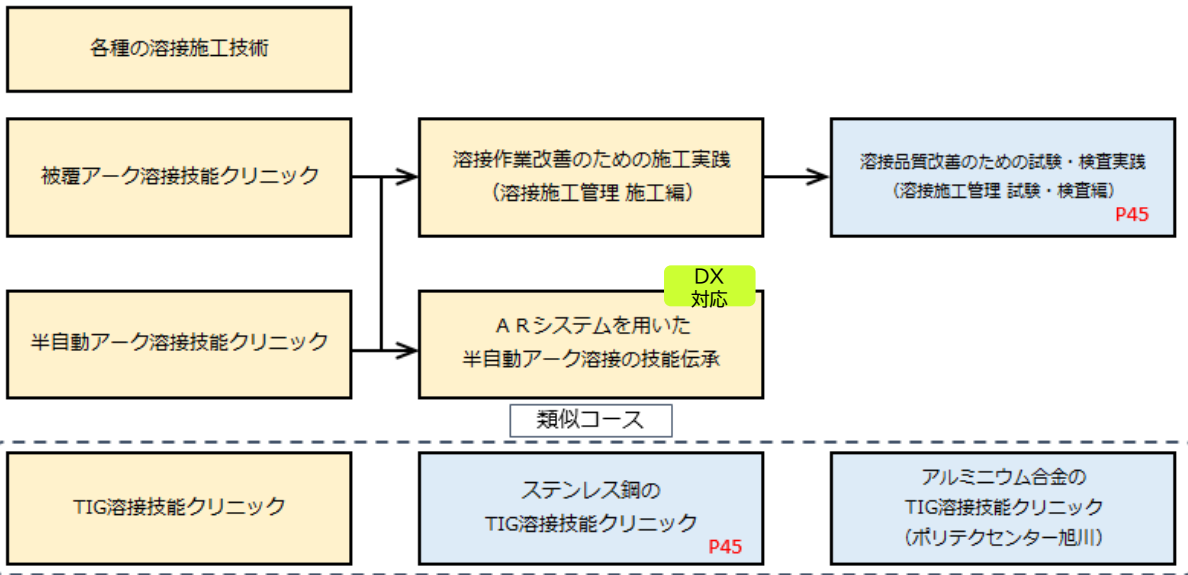 各種の溶接施工技術
被覆アーク溶接技能クリニック
溶接作業改善のための施工実践
（溶接施工管理 施工編）
溶接品質改善のための試験・検査実践
（溶接施工管理 試験・検査編）
P45
半自動アーク溶接技能クリニック
DX
対応
ＡＲシステムを用いた
半自動アーク溶接の技能伝承
類似コース
TIG溶接技能クリニック
ステンレス鋼の
TIG溶接技能クリニック
P45
アルミニウム合金の
TIG溶接技能クリニック
（ポリテクセンター旭川）